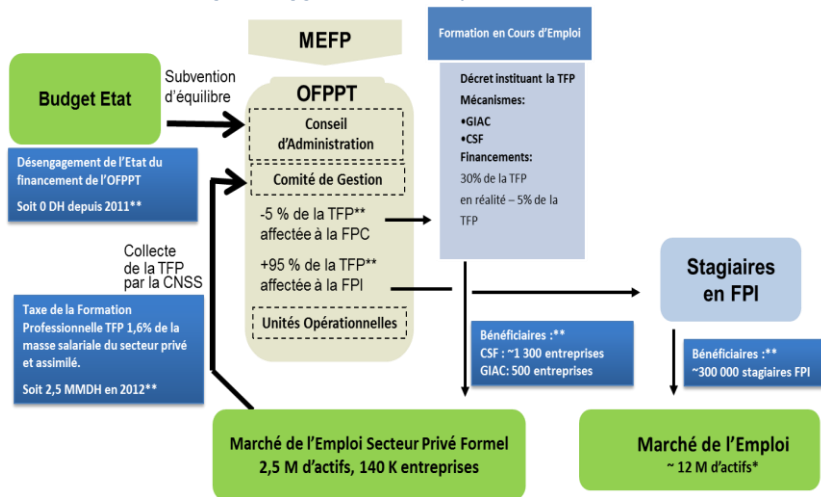 MEFP
Formation en Cours d'Emploi
Budget Etat
Subvention
d'équilibre
OFPPT
Conseil
d'Administration
Comité de Gestion
-5 % de la TFP**
affectée à la FPC
+95 % de la TFP**
affectée à la FPI
Unités Opérationnelles
Décret instituant la TFP
Mécanismes:
•GIAC
•CSF
Financements:
30% de la TFP
en réalité – 5% de la
TFP
Désengagement de l'Etat du
financement de l'OFPPT
Soit 0 DH depuis 2011**
Collecte
de la TFP
par la CNSS
Taxe de la Formation
Professionnelle TFP 1,6% de la
masse salariale du secteur privé
et assimilé.
Soit 2,5 MMDH en 2012**
Stagiaires
en FPI
Bénéficiaires :**
CSF : ~1 300 entreprises
GIAC: 500 entreprises
Bénéficiaires :**
~300 000 stagiaires FPI
Marché de l'Emploi Secteur Privé Formel
2,5 M d'actifs, 140 K entreprises
Marché de l'Emploi
~ 12 M d'actifs*